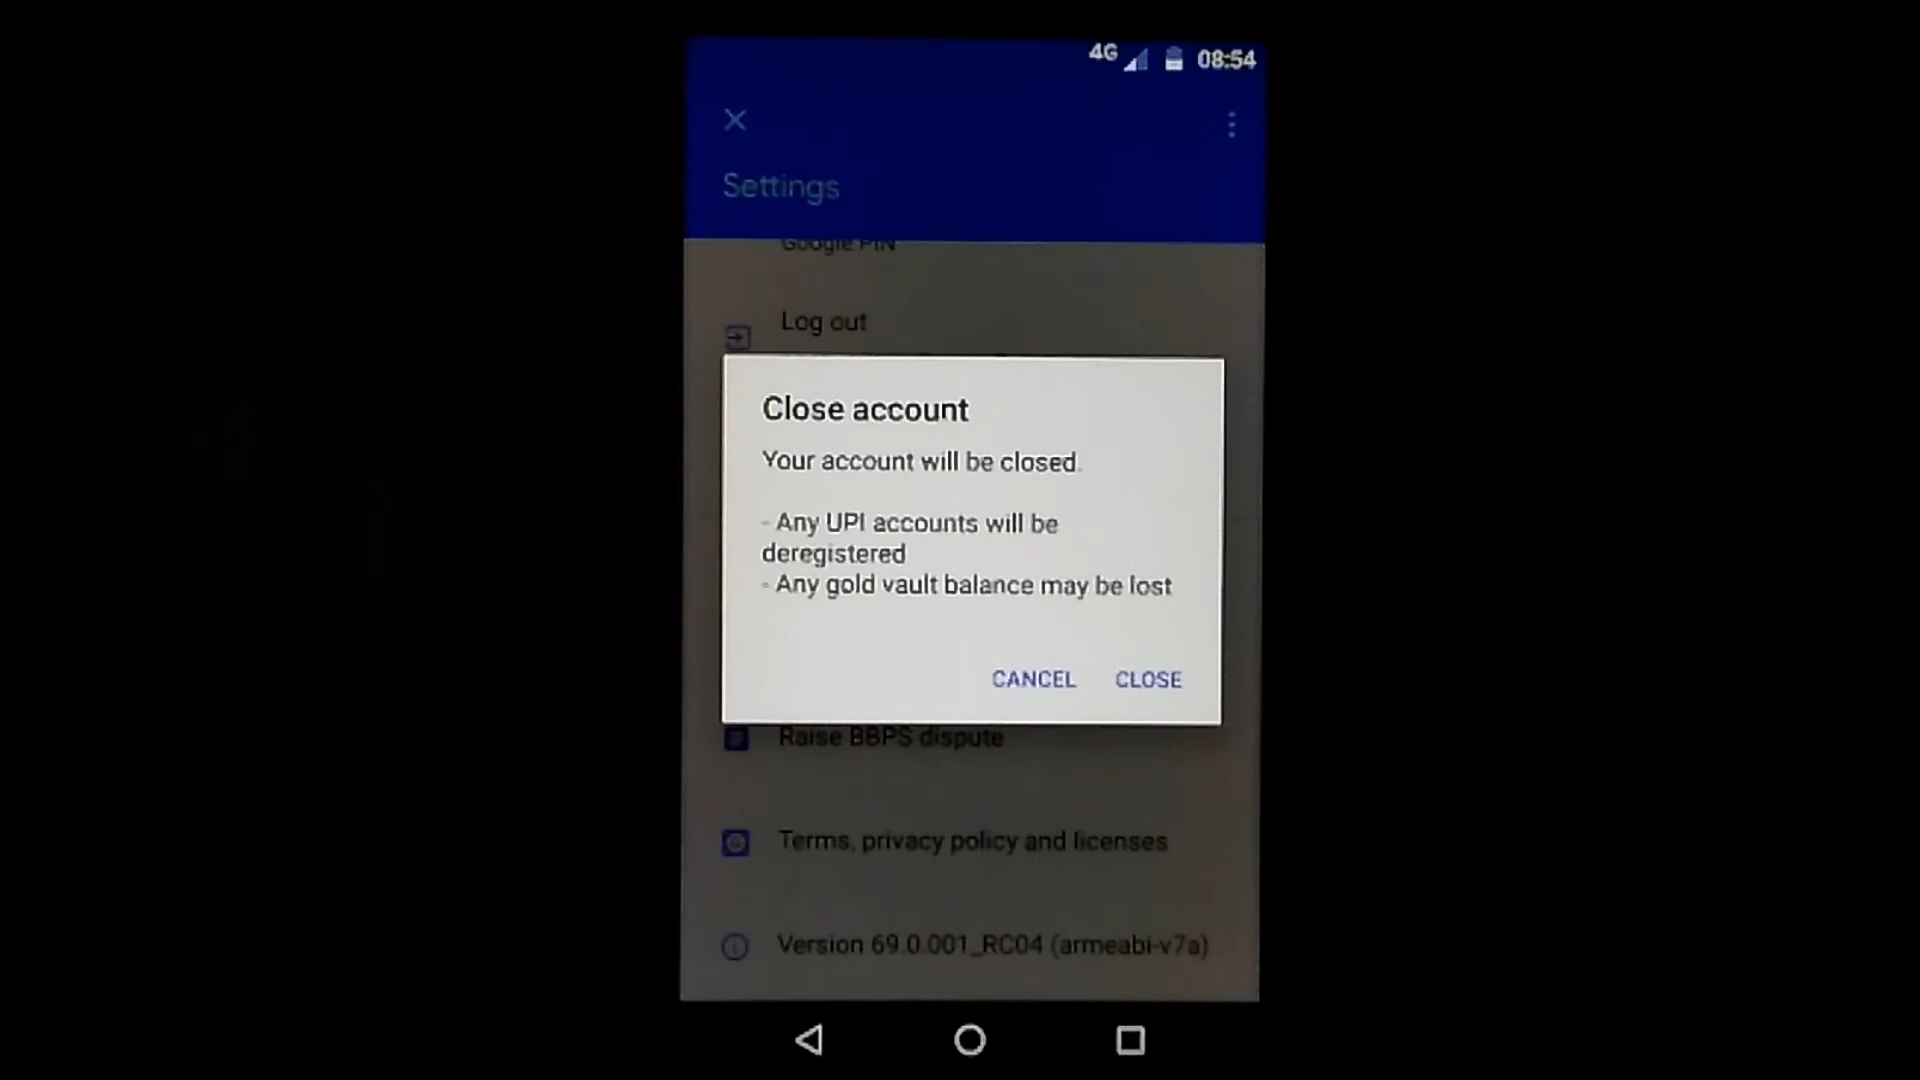 4G 08:54
Settings
Google PIN
Log out
Close account
Your account will be closed.
- Any UPI accounts will be
deregistered
- Any gold vault balance may be lost
CANCEL CLOSE
Raise BBPS dispute
Terms, privacy policy and licenses
Version 69.0.001_RC04 (armeabi-v7a)